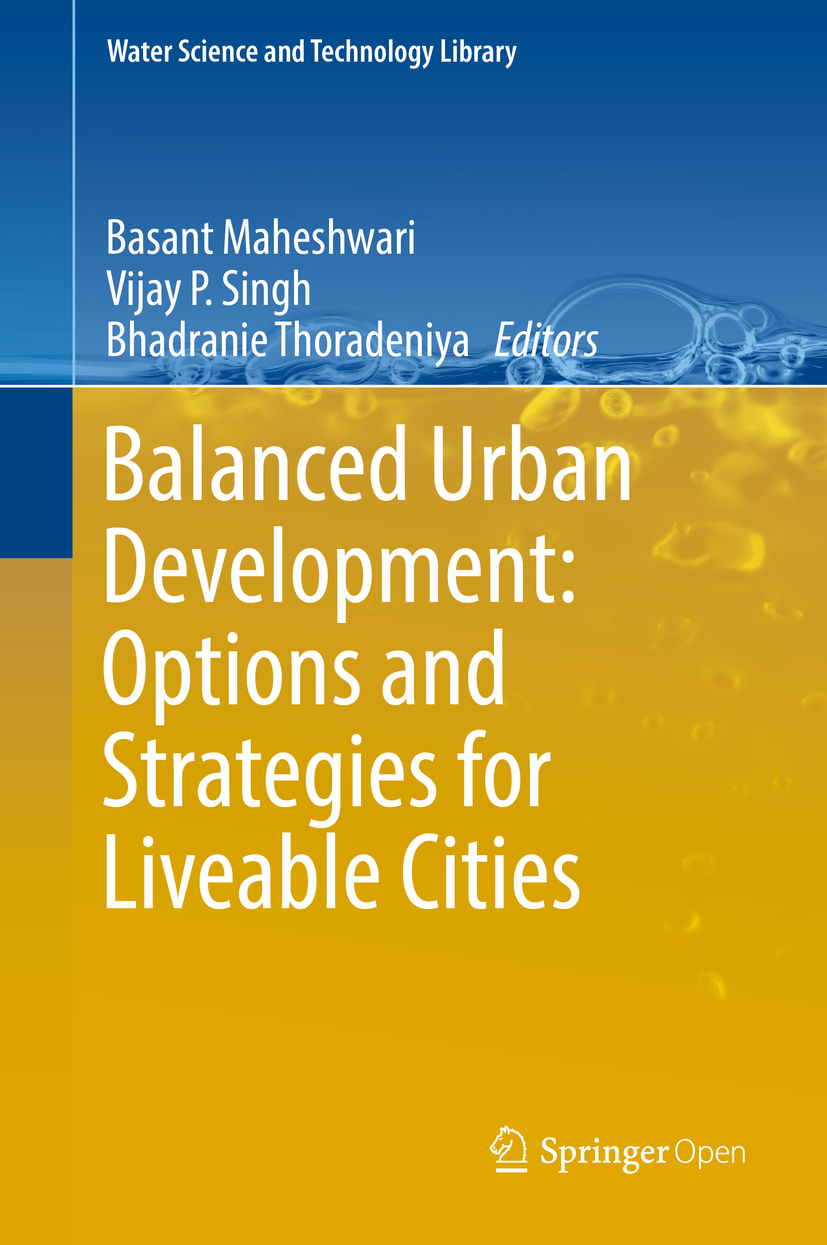 Water Science and Technology Library
Basant Maheshwari
Vijay P. Singh
Bhadranie Thoradeniya Editors
Balanced Urban
Development:
Options and
Strategies for
Liveable Cities
Springer Open